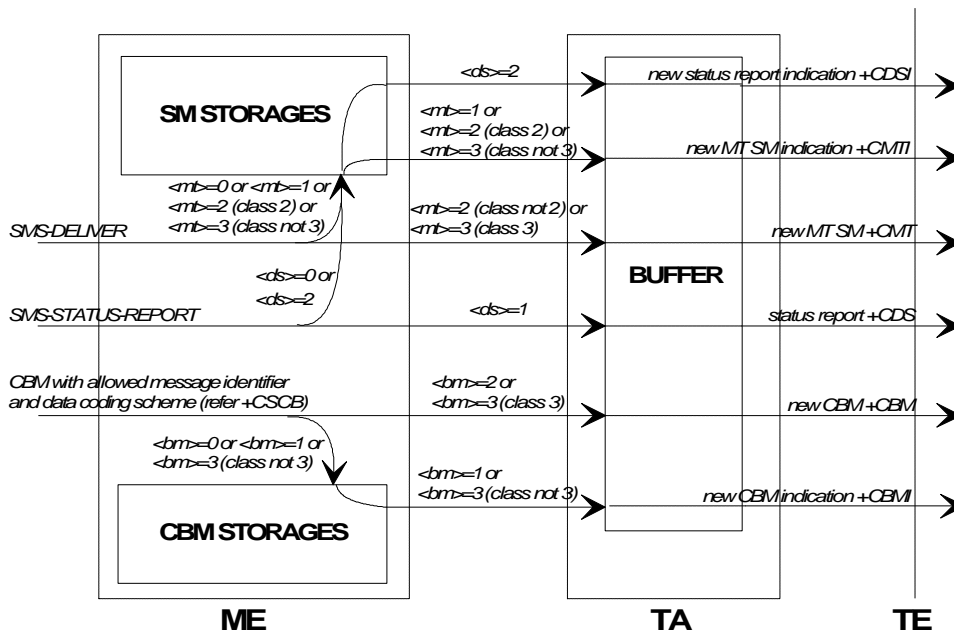 <ds>=2
new status report indication +CDSI
SM STORAGES
<mt>=1 or
<mt>=2 (class 2) or
<mt>=3 (class not 3)
new MT SM indication +CMTI
<mt>=0 or <mt>=1 or
<mt>=2 (class 2) or
<mt>=3 (class not 3)
<mt>=2 (class not 2) or
<mt>=3 (class 3)
SMS-DELIVER
new MT SM +CMT
BUFFER
<ds>=0 or
<ds>=2
SMS-STATUS-REPORT
<ds>=1
status report +CDS
CBM with allowed message identifier
and data coding scheme (refer +CSCB)
<bm>=2 or
<bm>=3 (class 3)
new CBM +CBM
<bm>=0 or <bm>=1 or
<bm>=3 (class not 3)
<bm>=1 or
<bm>=3 (class not 3)
new CBM indication +CBMI
CBM STORAGES
ME
TA
TE